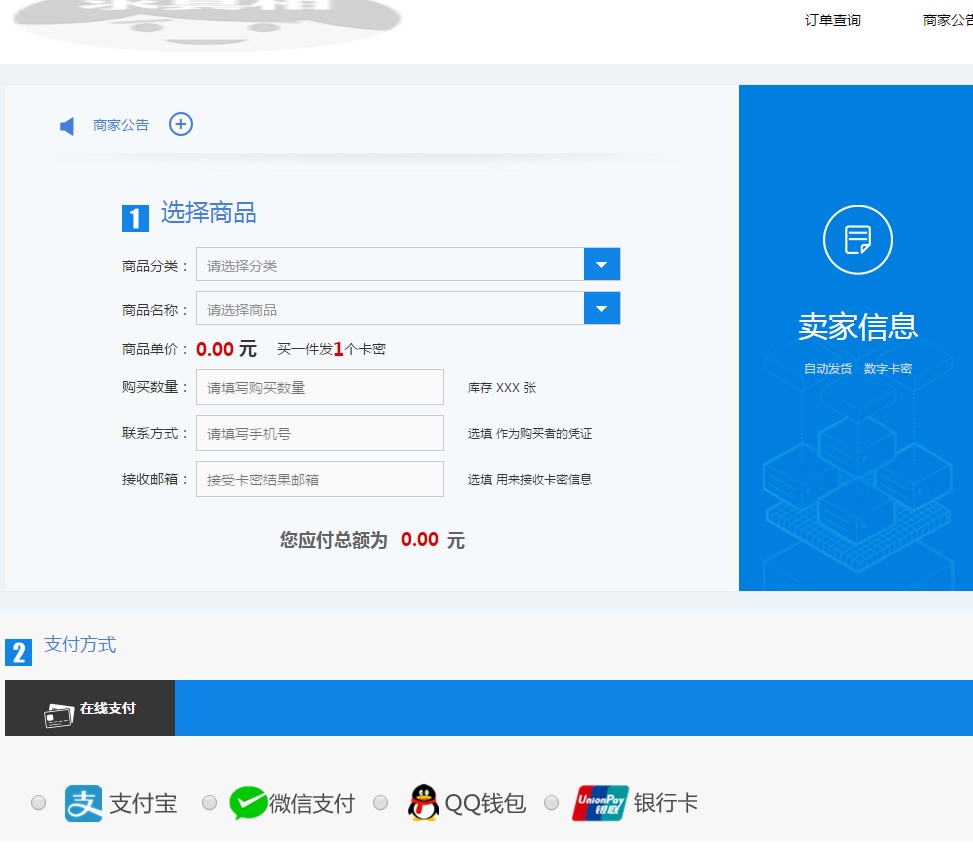 订单查询 商家公告
商家公告
1 选择商品
商品分类： 请选择分类
商品名称： 请选择商品
商品单价： 0.00 元 买一件发1个卡密
购买数量： 请填写购买数量 库存 XXX 张
联系方式： 请填写手机号 选填 作为购买者的凭证
接收邮箱： 接受卡密结果邮箱 选填 用来接收卡密信息
您应付总额为 0.00 元
卖家信息
自动发货 数字卡密
2 支付方式
在线支付
支 支付宝 微信支付 QQ钱包 UnionPay 银联 银行卡